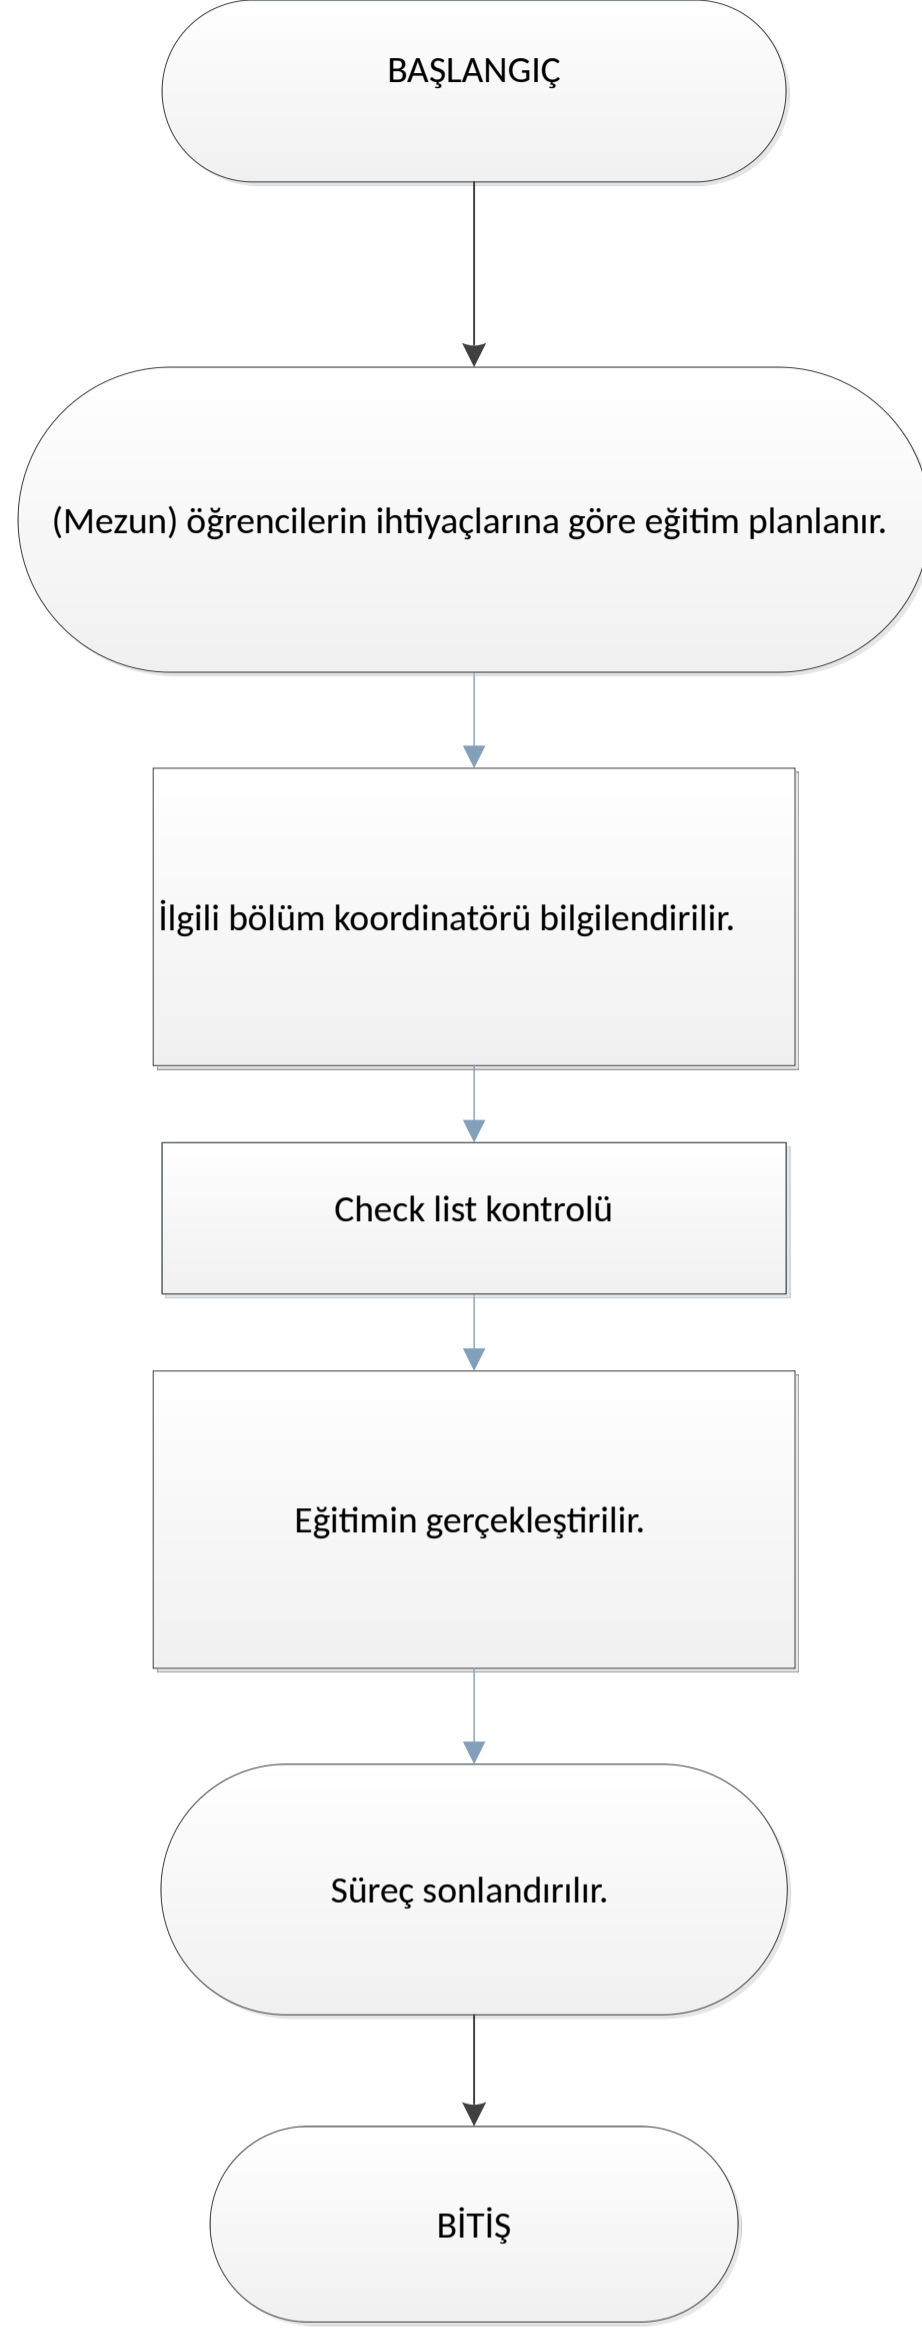 BAŞLANGIÇ
(Mezun) öğrencilerin ihtiyaçlarına göre eğitim planlanır.
İlgili bölüm koordinatörü bilgilendirilir.
Check list kontrolü
Eğitimin gerçekleştirilir.
Süreç sonlandırılır.
BİTİŞ